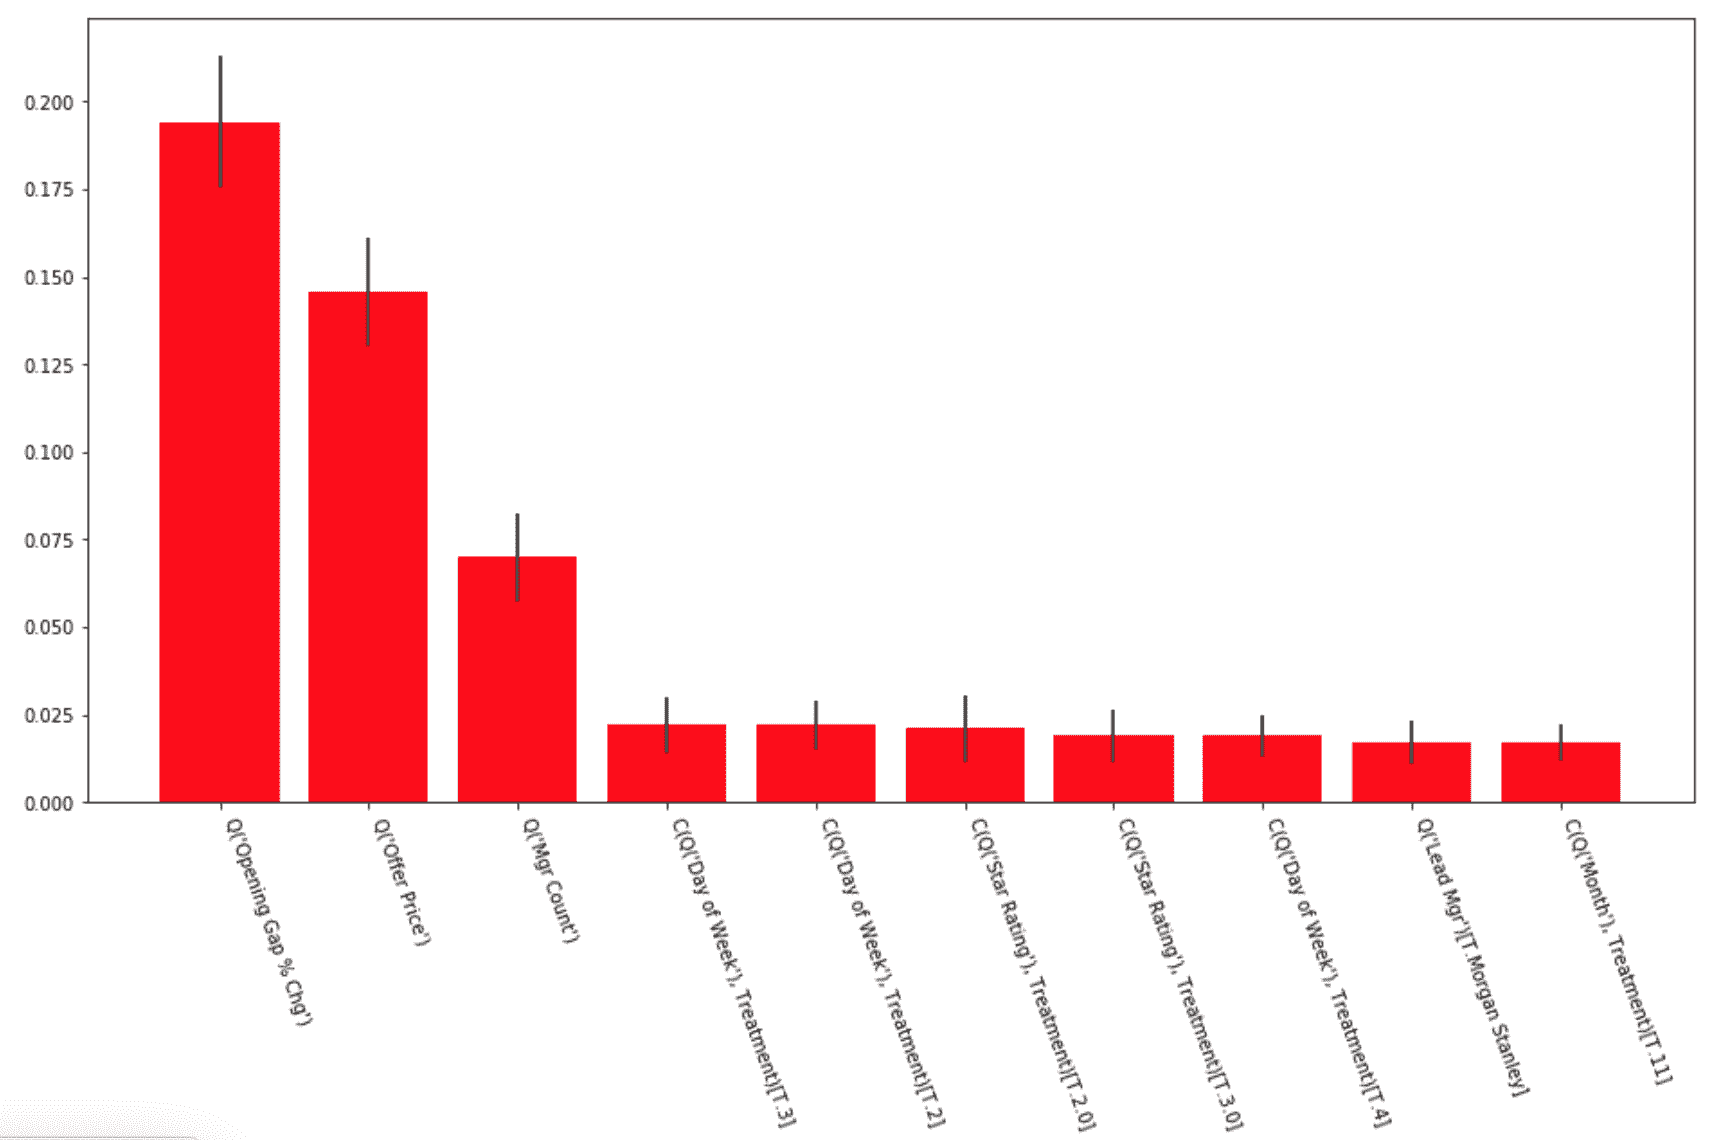 0.200
0.175
0.150
0.125
0.100
0.075
0.050
0.025
0.000
Q('Opening Gap % Chg')
Q('Offer Price')
Q('Mgr Count')
C(Q('Day of Week'), Treatment)[T.3]
C(Q('Day of Week'), Treatment)[T.2]
C(Q('Star Rating'), Treatment)[T.2.0]
C(Q('Star Rating'), Treatment)[T.3.0]
C(Q('Day of Week'), Treatment)[T.4]
Q('Lead Mgr')[T.Morgan Stanley]
C(Q('Month'), Treatment)[T.11]